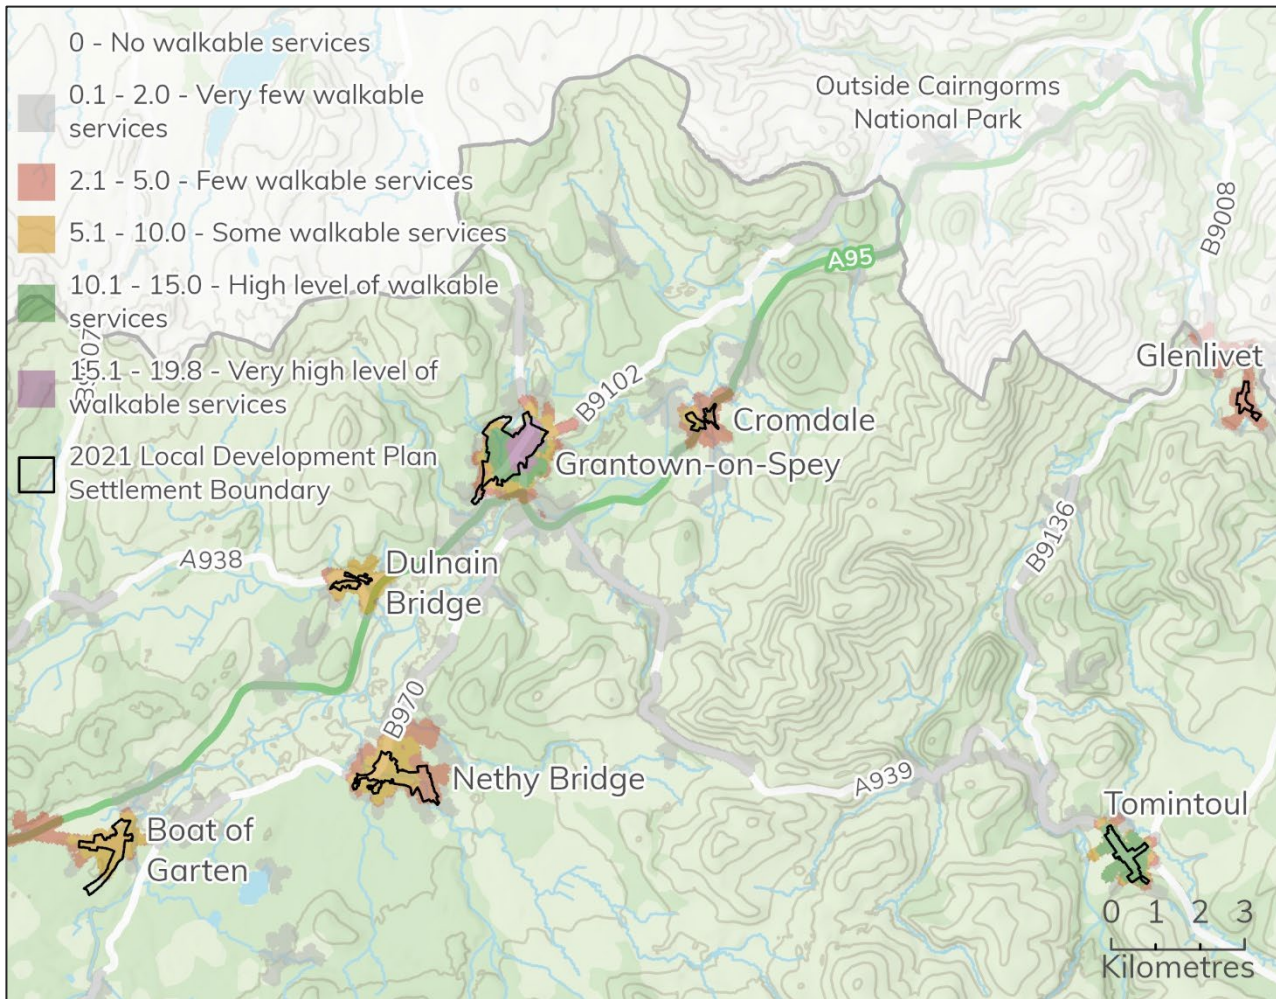 0 - No walkable services
0.1 - 2.0 - Very few walkable
services
2.1 - 5.0 - Few walkable services
5.1 - 10.0 - Some walkable services
10.1 - 15.0 - High level of walkable
services
15.1 - 19.8 - Very high level of
walkable services
2021 Local Development Plan
Settlement Boundary
Outside Cairngorms
National Park
B9008
A95
Glenlivet
B9102
Cromdale
Grantown-on-Spey
B9136
A938
Dulnain
Bridge
B970
Nethy Bridge
A939
Tomintoul
Boat of
Garten
0 1 2 3
Kilometres